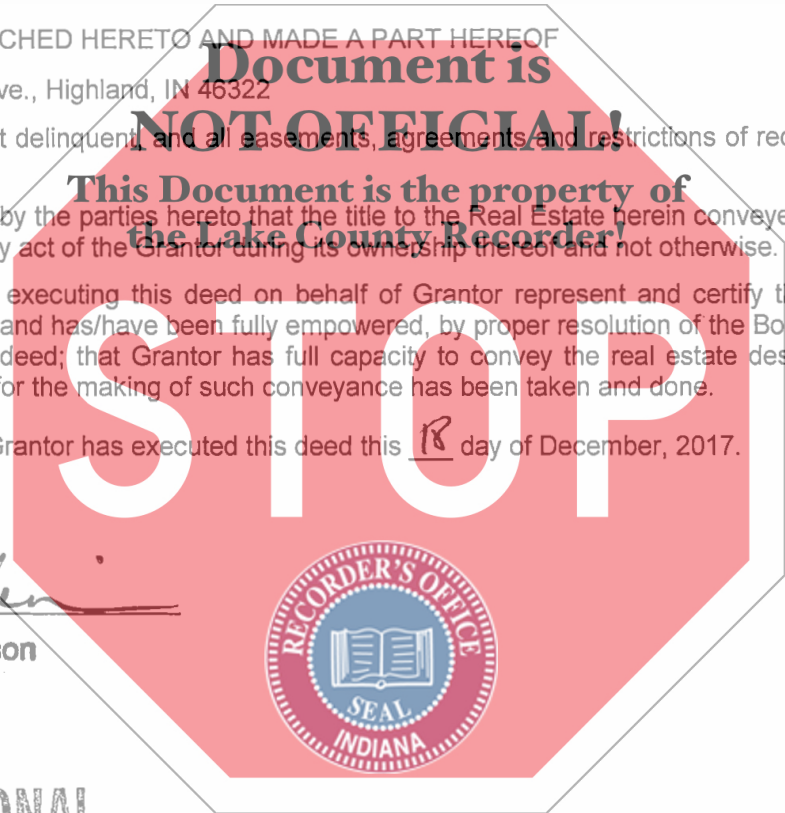 CHED HERETO AND MADE A PART HEREOF
Document is
ve., Highland, IN 46322
NOT OFFICIAL!
t delinquent, and all easements, agreements and restrictions of rec
This Document is the property of
by the parties hereto that the title to the Real Estate herein conveye
the Lake County Recorder!
y act of the Grantor during its ownership thereof and not otherwise.
executing this deed on behalf of Grantor represent and certify t
and has/have been fully empowered, by proper resolution of the Bo
deed; that Grantor has full capacity to convey the real estate des
for the making of such conveyance has been taken and done.
Grantor has executed this deed this 18 day of December, 2017.
STOP
son
RECORDER'S OFFICE
SEAL
INDIANA
ONAL